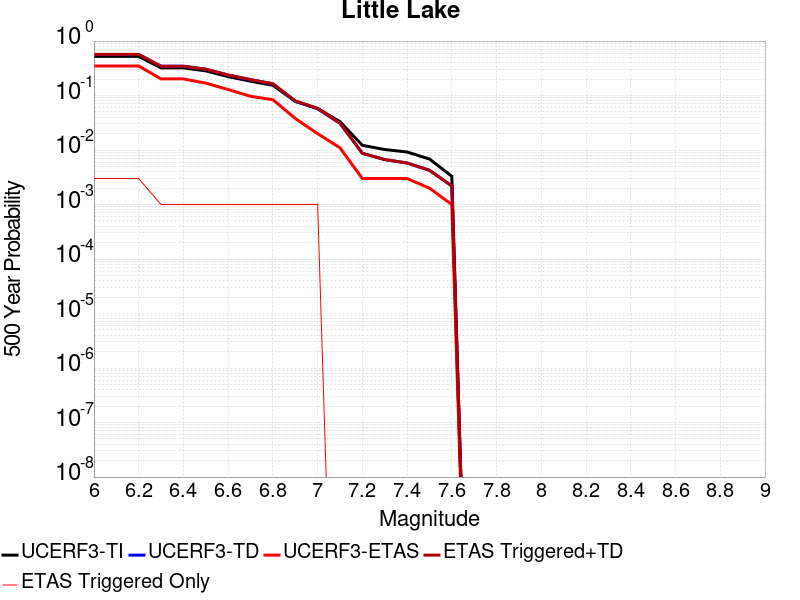 Little Lake
10^0
10^-1
10^-2
10^-3
10^-4
10^-5
10^-6
10^-7
10^-8
500 Year Probability
6 6.2 6.4 6.6 6.8 7 7.2 7.4 7.6 7.8 8 8.2 8.4 8.6 8.8 9
Magnitude
UCERF3-TI UCERF3-TD UCERF3-ETAS ETAS Triggered+TD
ETAS Triggered Only